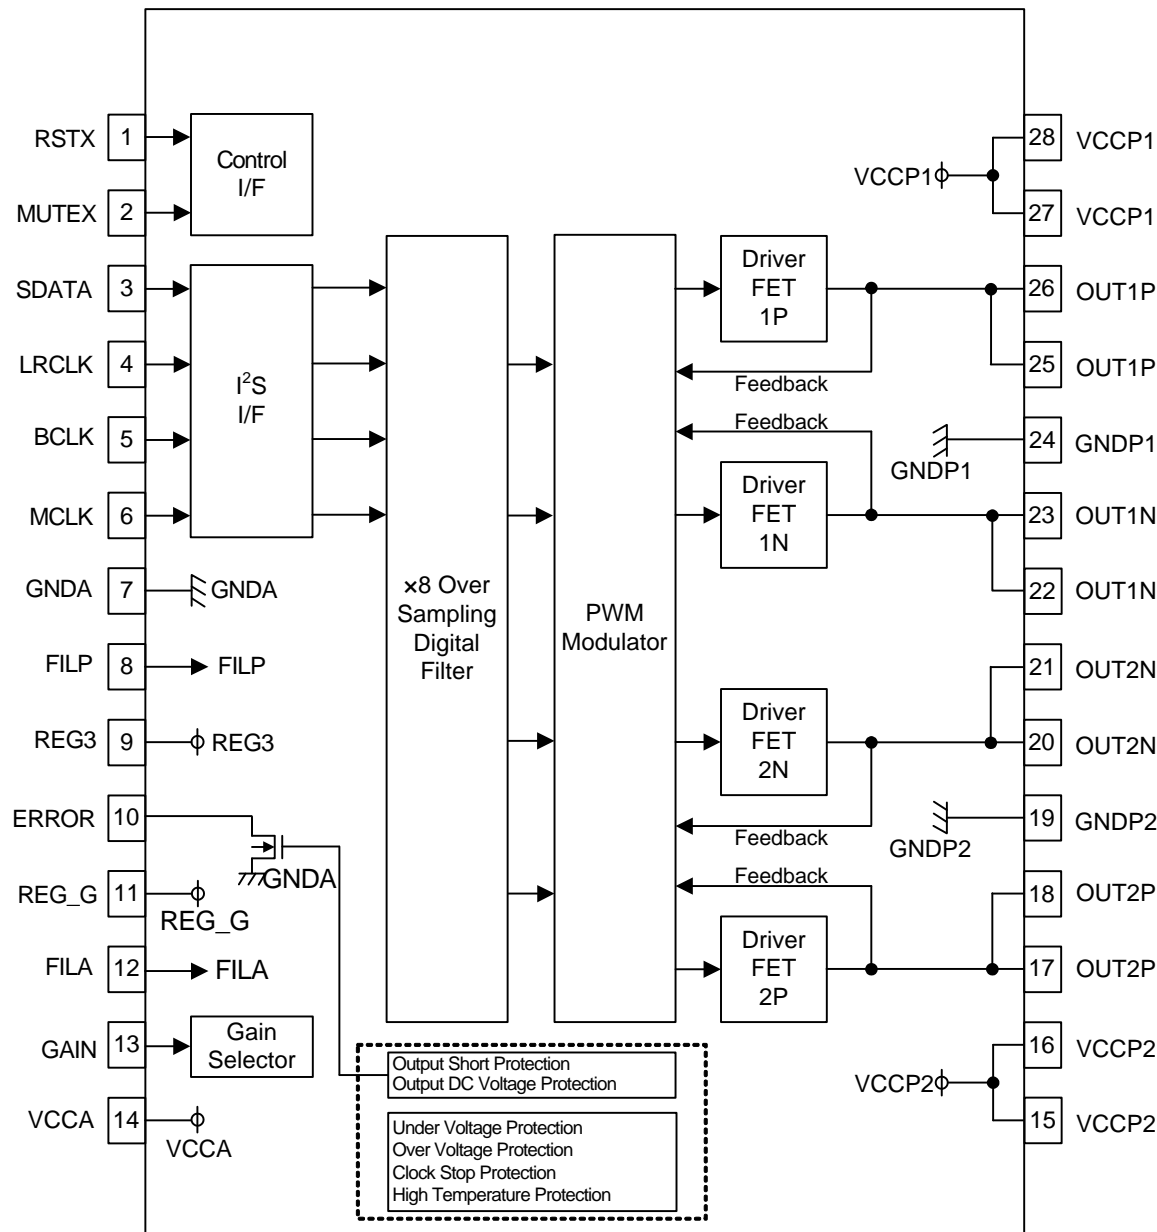 RSTX
1
MUTEX
2
SDATA
3
LRCLK
4
BCLK
5
MCLK
6
GNDA
7
GNDA
FILP
8
FILP
REG3
9
REG3
ERROR
10
GNDA
REG_G
11
REG_G
FILA
12
FILA
GAIN
13
VCCA
14
VCCA
Control
I/F
I²S
I/F
Gain
Selector
×8 Over
Sampling
Digital
Filter
PWM
Modulator
Driver
FET
1P
Feedback
Feedback
Driver
FET
1N
Driver
FET
2N
Feedback
Feedback
Driver
FET
2P
Output Short Protection
Output DC Voltage Protection
Under Voltage Protection
Over Voltage Protection
Clock Stop Protection
High Temperature Protection
VCCP1
28
VCCP1
27
VCCP1
26
OUT1P
25
OUT1P
24
GNDP1
GNDP1
23
OUT1N
22
OUT1N
21
OUT2N
20
OUT2N
19
GNDP2
GNDP2
18
OUT2P
17
OUT2P
16
VCCP2
VCCP2
15
VCCP2